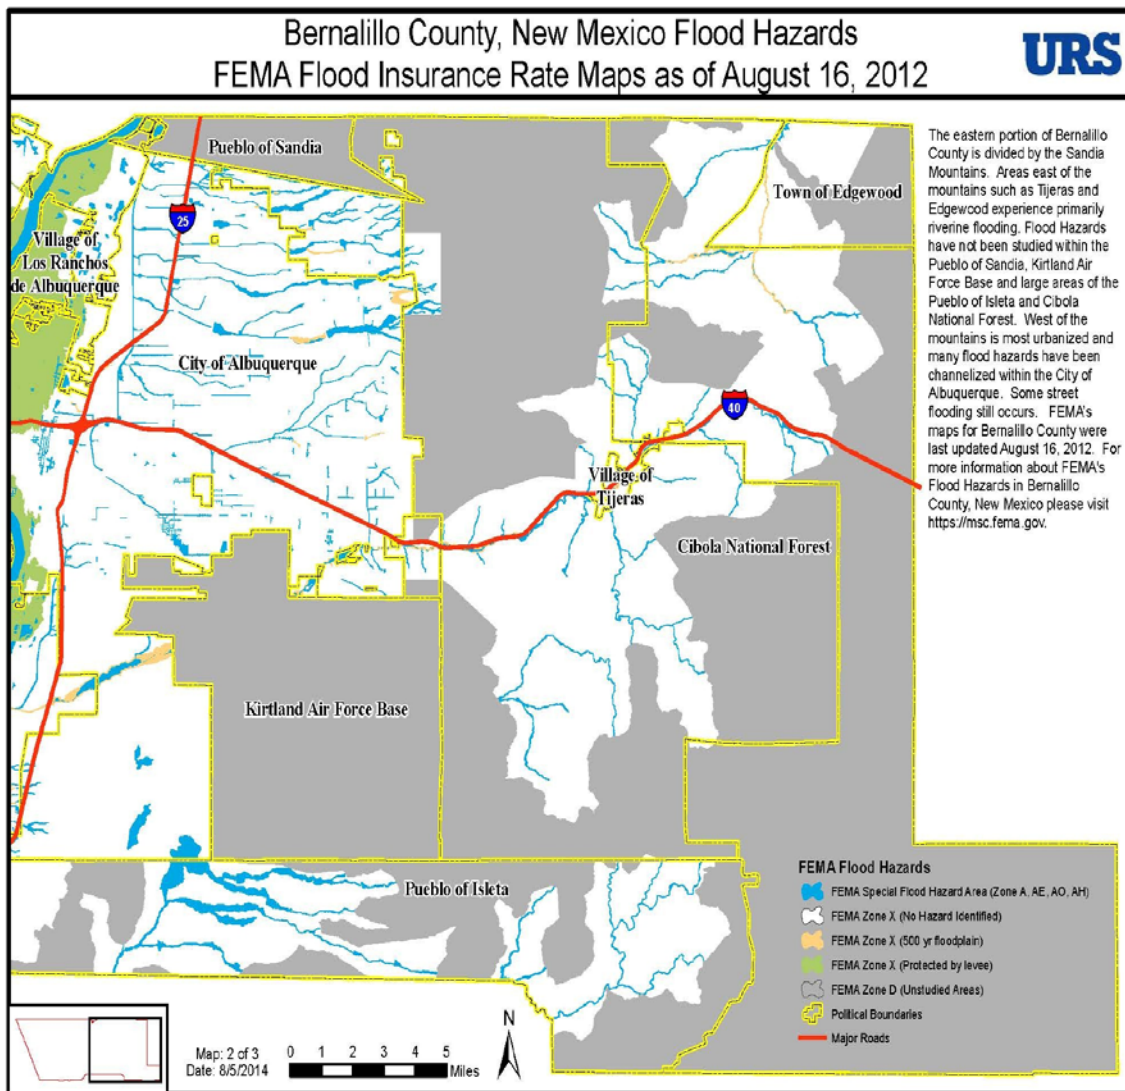 Bernalillo County, New Mexico Flood Hazards
FEMA Flood Insurance Rate Maps as of August 16, 2012
URS
The eastern portion of Bernalillo
County is divided by the Sandia
Mountains. Areas east of the
mountains such as Tijeras and
Edgewood experience primarily
riverine flooding. Flood Hazards
have not been studied within the
Pueblo of Sandia, Kirtland Air
Force Base and large areas of the
Pueblo of Isleta and Cibola
National Forest. West of the
mountains is most urbanized and
many flood hazards have been
channelized within the City of
Albuquerque. Some street
flooding still occurs. FEMA's
maps for Bernalillo County were
last updated August 16, 2012. For
more information about FEMA's
Flood Hazards in Bernalillo
County, New Mexico please visit
https://msc.fema.gov.
Pueblo of Sandia
Town of Edgewood
25
Village of
Los Ranchos
de Albuquerque
City of Albuquerque
40
Village of
Tijeras
Cibola National Forest
Kirtland Air Force Base
Pueblo of Isleta
FEMA Flood Hazards
FEMA Special Flood Hazard Area (Zone A, AE, AO, AH)
FEMA Zone X (No Hazard Identified)
FEMA Zone X (500 yr floodplain)
FEMA Zone X (Protected by levee)
FEMA Zone D (Unstudied Areas)
Political Boundaries
Major Roads
Map: 2 of 3
Date: 8/5/2014
0 1 2 3 4 5
Miles
N